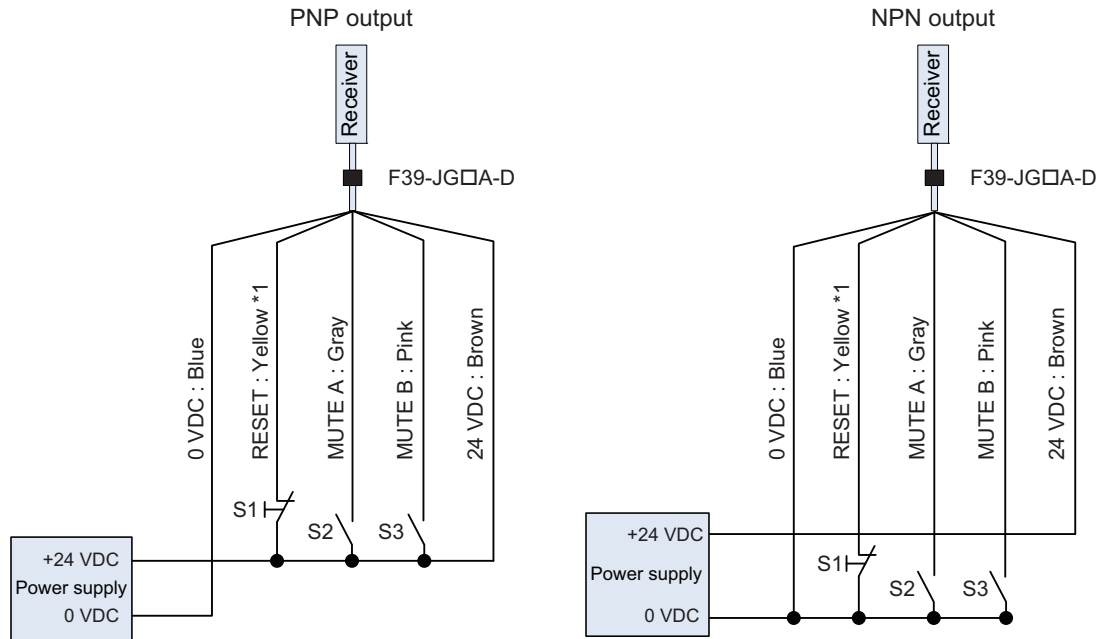 PNP output
Receiver
F39-JG□A-D
0 VDC : Blue
RESET : Yellow *1
MUTE A : Gray
MUTE B : Pink
24 VDC : Brown
S1
S2
S3
+24 VDC
Power supply
0 VDC
NPN output
Receiver
F39-JG□A-D
0 VDC : Blue
RESET : Yellow *1
MUTE A : Gray
MUTE B : Pink
24 VDC : Brown
+24 VDC
Power supply
0 VDC
S1
S2
S3